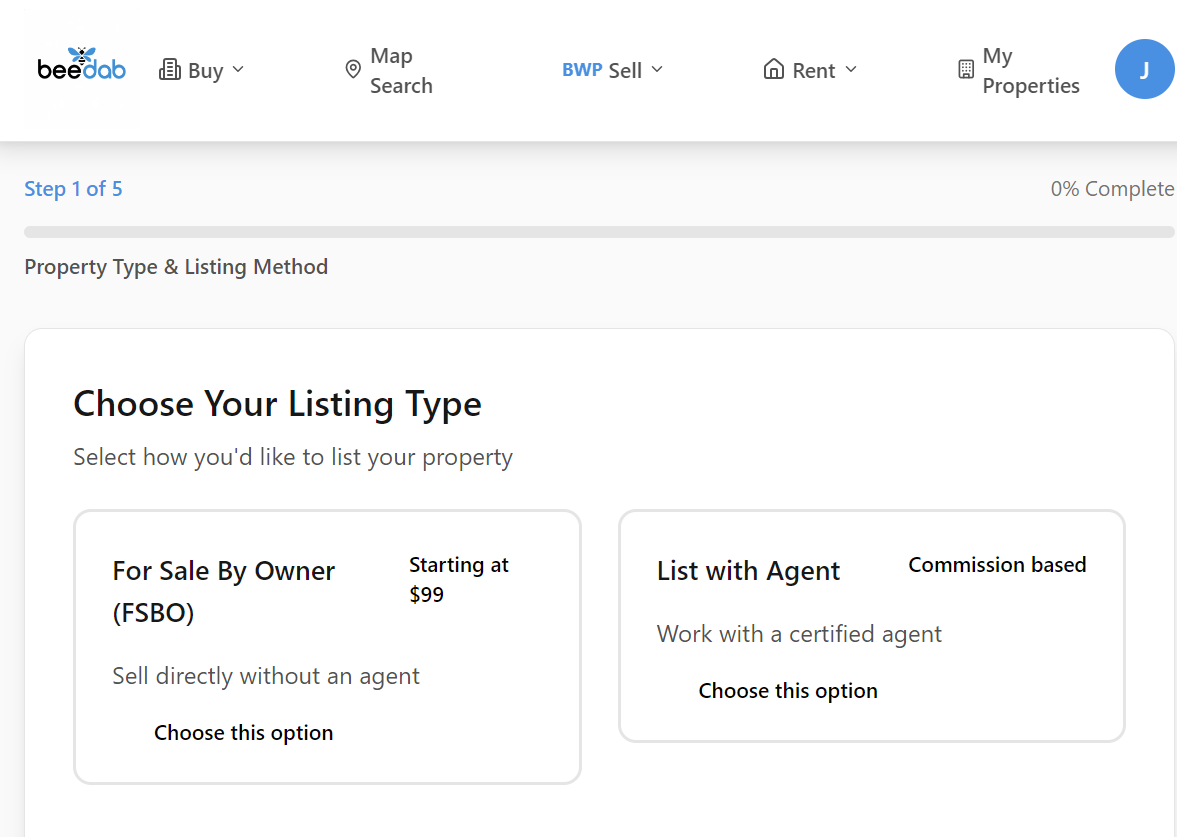 beedab
Buy
Map
Search
BWP Sell
Rent
My
Properties
J
Step 1 of 5
0% Complete
Property Type & Listing Method
Choose Your Listing Type
Select how you'd like to list your property
For Sale By Owner
(FSBO)
Starting at
$99
Sell directly without an agent
Choose this option
List with Agent
Commission based
Work with a certified agent
Choose this option